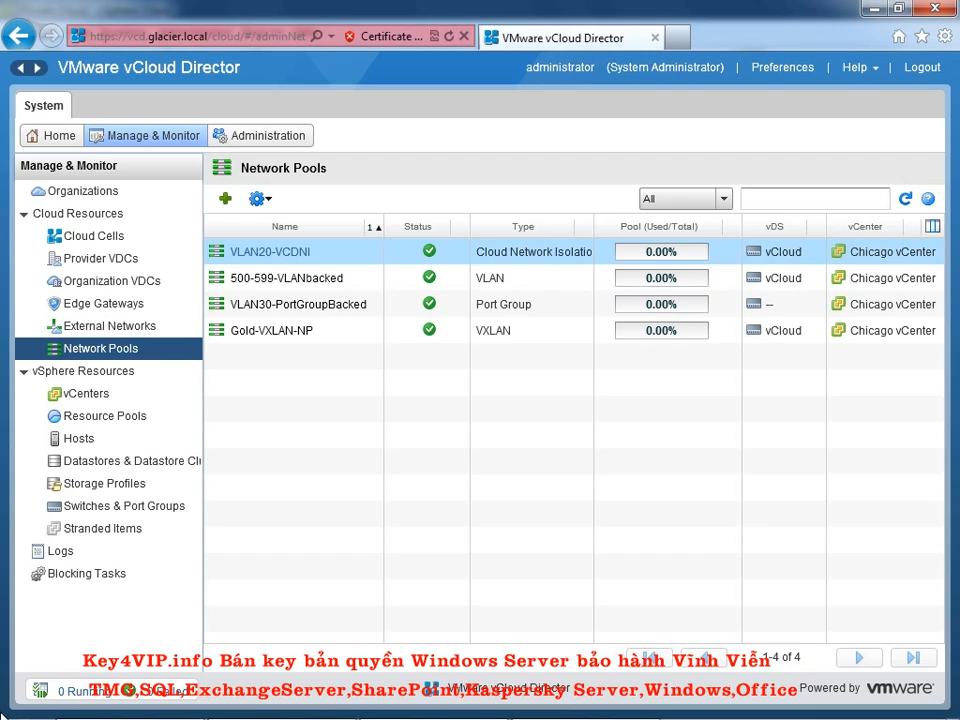 https://vcd.glacier.local/cloud/#/adminNet
Certificate ...
VMware vCloud Director
VMware vCloud Director
administrator (System Administrator) | Preferences | Help | Logout
System
Home
Manage & Monitor
Administration
Manage & Monitor
Organizations
Cloud Resources
Cloud Cells
Provider VDCs
Organization VDCs
Edge Gateways
External Networks
Network Pools
vSphere Resources
vCenters
Resource Pools
Hosts
Datastores & Datastore Clu
Storage Profiles
Switches & Port Groups
Stranded Items
Logs
Blocking Tasks
Network Pools
All
Name 1 Status Type Pool (Used/Total) vDS vCenter
VLAN20-VCDNI Cloud Network Isolatio 0.00% vCloud Chicago vCenter
500-599-VLANbacked VLAN 0.00% vCloud Chicago vCenter
VLAN30-PortGroupBacked Port Group 0.00% -- Chicago vCenter
Gold-VXLAN-NP VXLAN 0.00% vCloud Chicago vCenter
1-4 of 4
Key4VIP.info Bán key bản quyền Windows Server bảo hành Vĩnh Viễn
TMG,SQL,ExchangeServer,SharePoint,Kaspersky Server,Windows,Office
0 Running
VMware vCloud Director
Powered by vmware